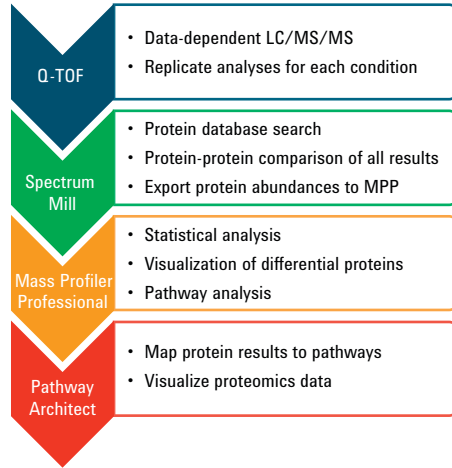 Q-TOF
• Data-dependent LC/MS/MS
• Replicate analyses for each condition
Spectrum
Mill
• Protein database search
• Protein-protein comparison of all results
• Export protein abundances to MPP
Mass Profiler
Professional
• Statistical analysis
• Visualization of differential proteins
• Pathway analysis
Pathway
Architect
• Map protein results to pathways
• Visualize proteomics data